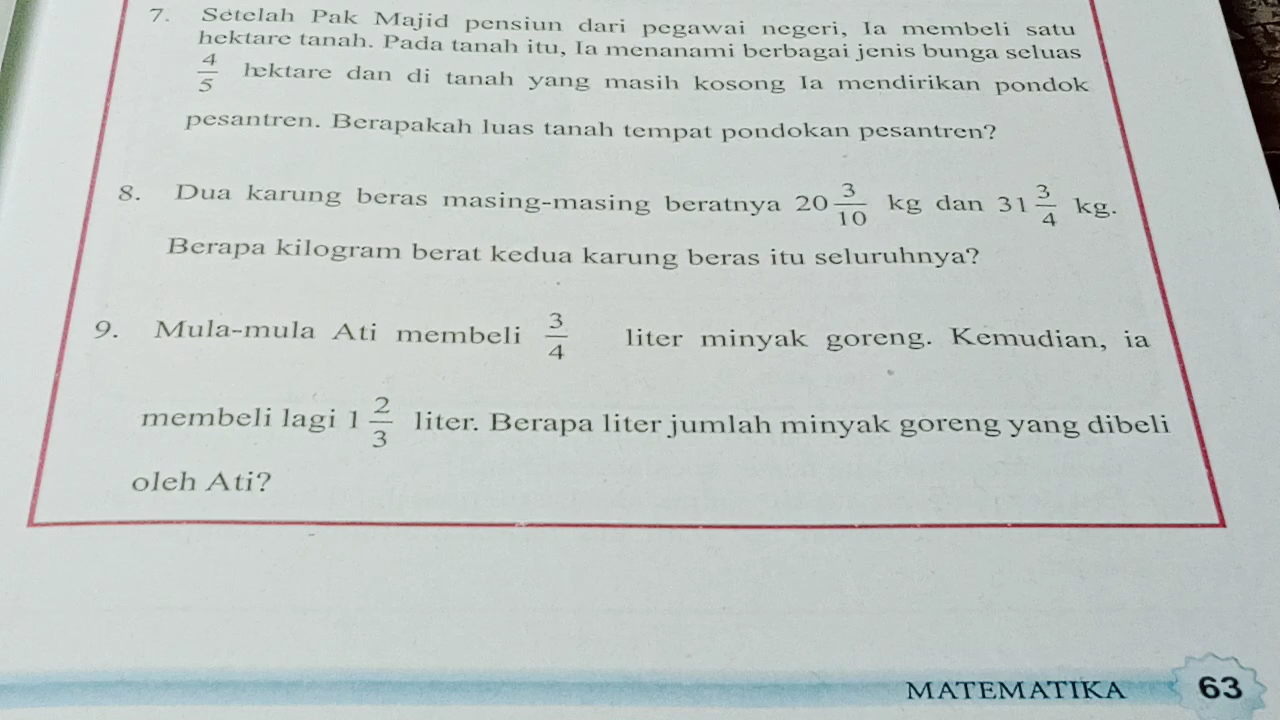 7. Setelah Pak Majid pensiun dari pegawai negeri, Ia membeli satu
hektare tanah. Pada tanah itu, Ia menanami berbagai jenis bunga seluas
4/5 hektare dan di tanah yang masih kosong Ia mendirikan pondok
pesantren. Berapakah luas tanah tempat pondokan pesantren?
8. Dua karung beras masing-masing beratnya 20 3/10 kg dan 31 3/4 kg.
Berapa kilogram berat kedua karung beras itu seluruhnya?
9. Mula-mula Ati membeli 3/4 liter minyak goreng. Kemudian, ia
membeli lagi 1 2/3 liter. Berapa liter jumlah minyak goreng yang dibeli
oleh Ati?
MATEMATIKA 63